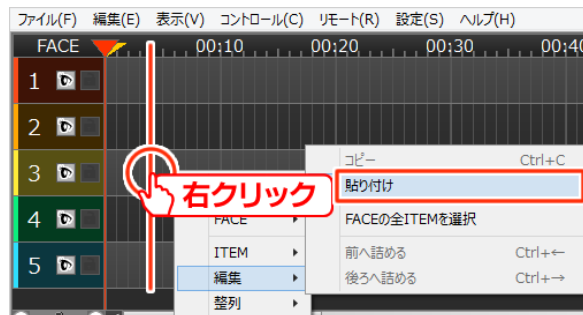 ファイル(F) 編集(E) 表示(V) コントロール(C) リモート(R) 設定(S) ヘルプ(H)
FACE 00:10 00:20 00:30 00:40
1
2
3
4
5
コピー Ctrl+C
貼り付け
右クリック
FACE
FACEの全ITEMを選択
ITEM
前へ詰める Ctrl+←
編集
後ろへ詰める Ctrl+→
整列